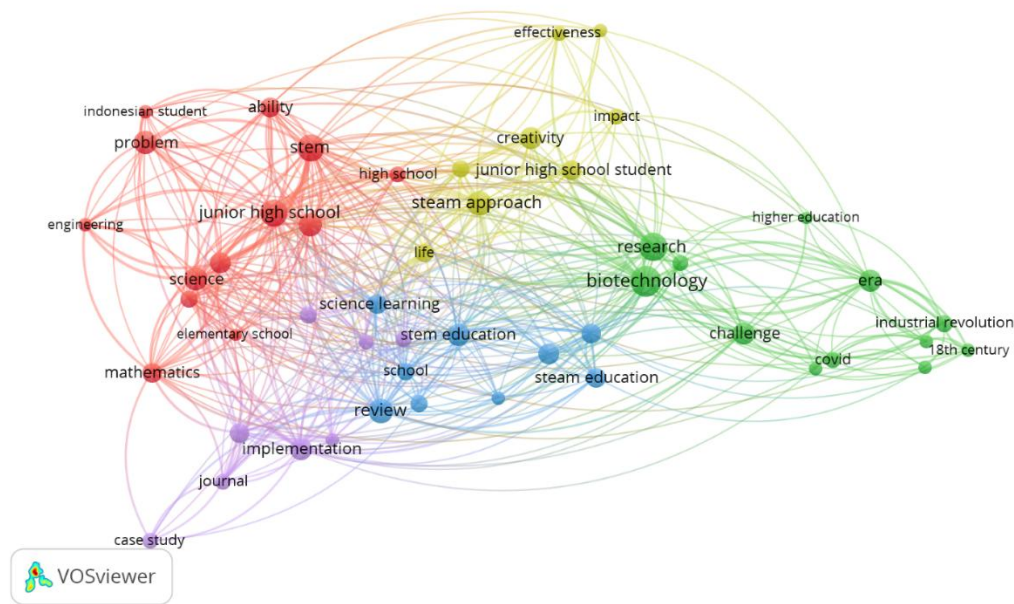 effectiveness
indonesian student
ability
impact
problem
stem
creativity
high school
junior high school student
steam approach
junior high school
higher education
engineering
research
life
science
biotechnology
era
science learning
industrial revolution
elementary school
stem education
challenge
18th century
covid
mathematics
school
steam education
review
implementation
journal
case study
VOSviewer